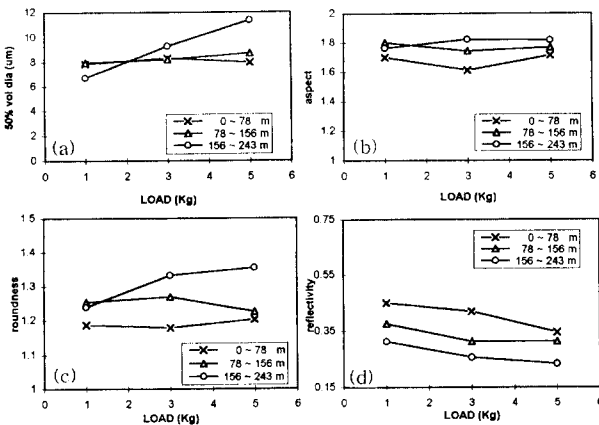 12
10
8
6
4
2
0
50% vol dia (um)
(a)
0 ~ 78 m
78 ~ 156 m
156 ~ 243 m
0 1 2 3 4 5 6
LOAD (Kg)
2
1.8
1.6
1.4
1.2
1
aspect
(b)
0 ~ 78 m
78 ~ 156 m
156 ~ 243 m
0 1 2 3 4 5 6
LOAD (Kg)
1.5
1.4
1.3
1.2
1.1
1
roundness
(c)
0 ~ 78 m
78 ~ 156 m
156 ~ 243 m
0 1 2 3 4 5 6
LOAD (Kg)
0.75
0.55
0.35
0.15
reflectivity
(d)
0 ~ 78 m
78 ~ 156 m
156 ~ 243 m
0 1 2 3 4 5 6
LOAD (Kg)